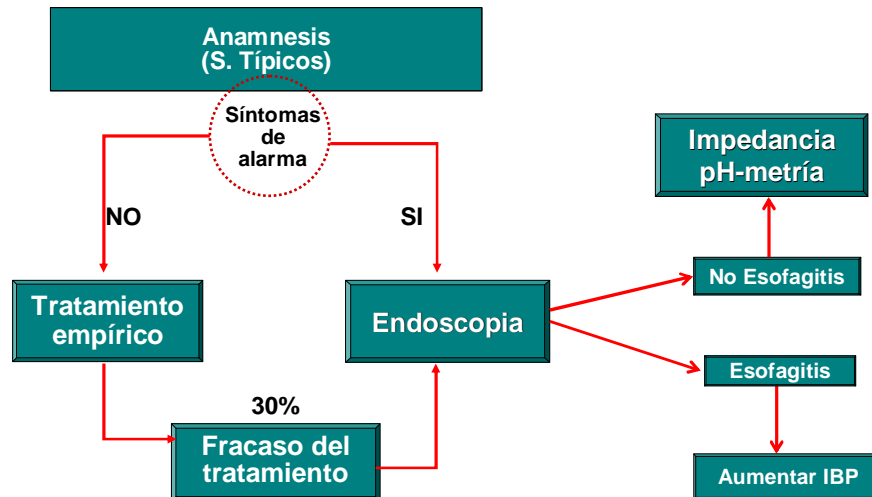 Anamnesis
(S. Típicos)
Síntomas
de
alarma
NO
SI
Impedancia
pH-metría
No Esofagitis
Tratamiento
empírico
Endoscopia
Esofagitis
30%
Fracaso del
tratamiento
Aumentar IBP